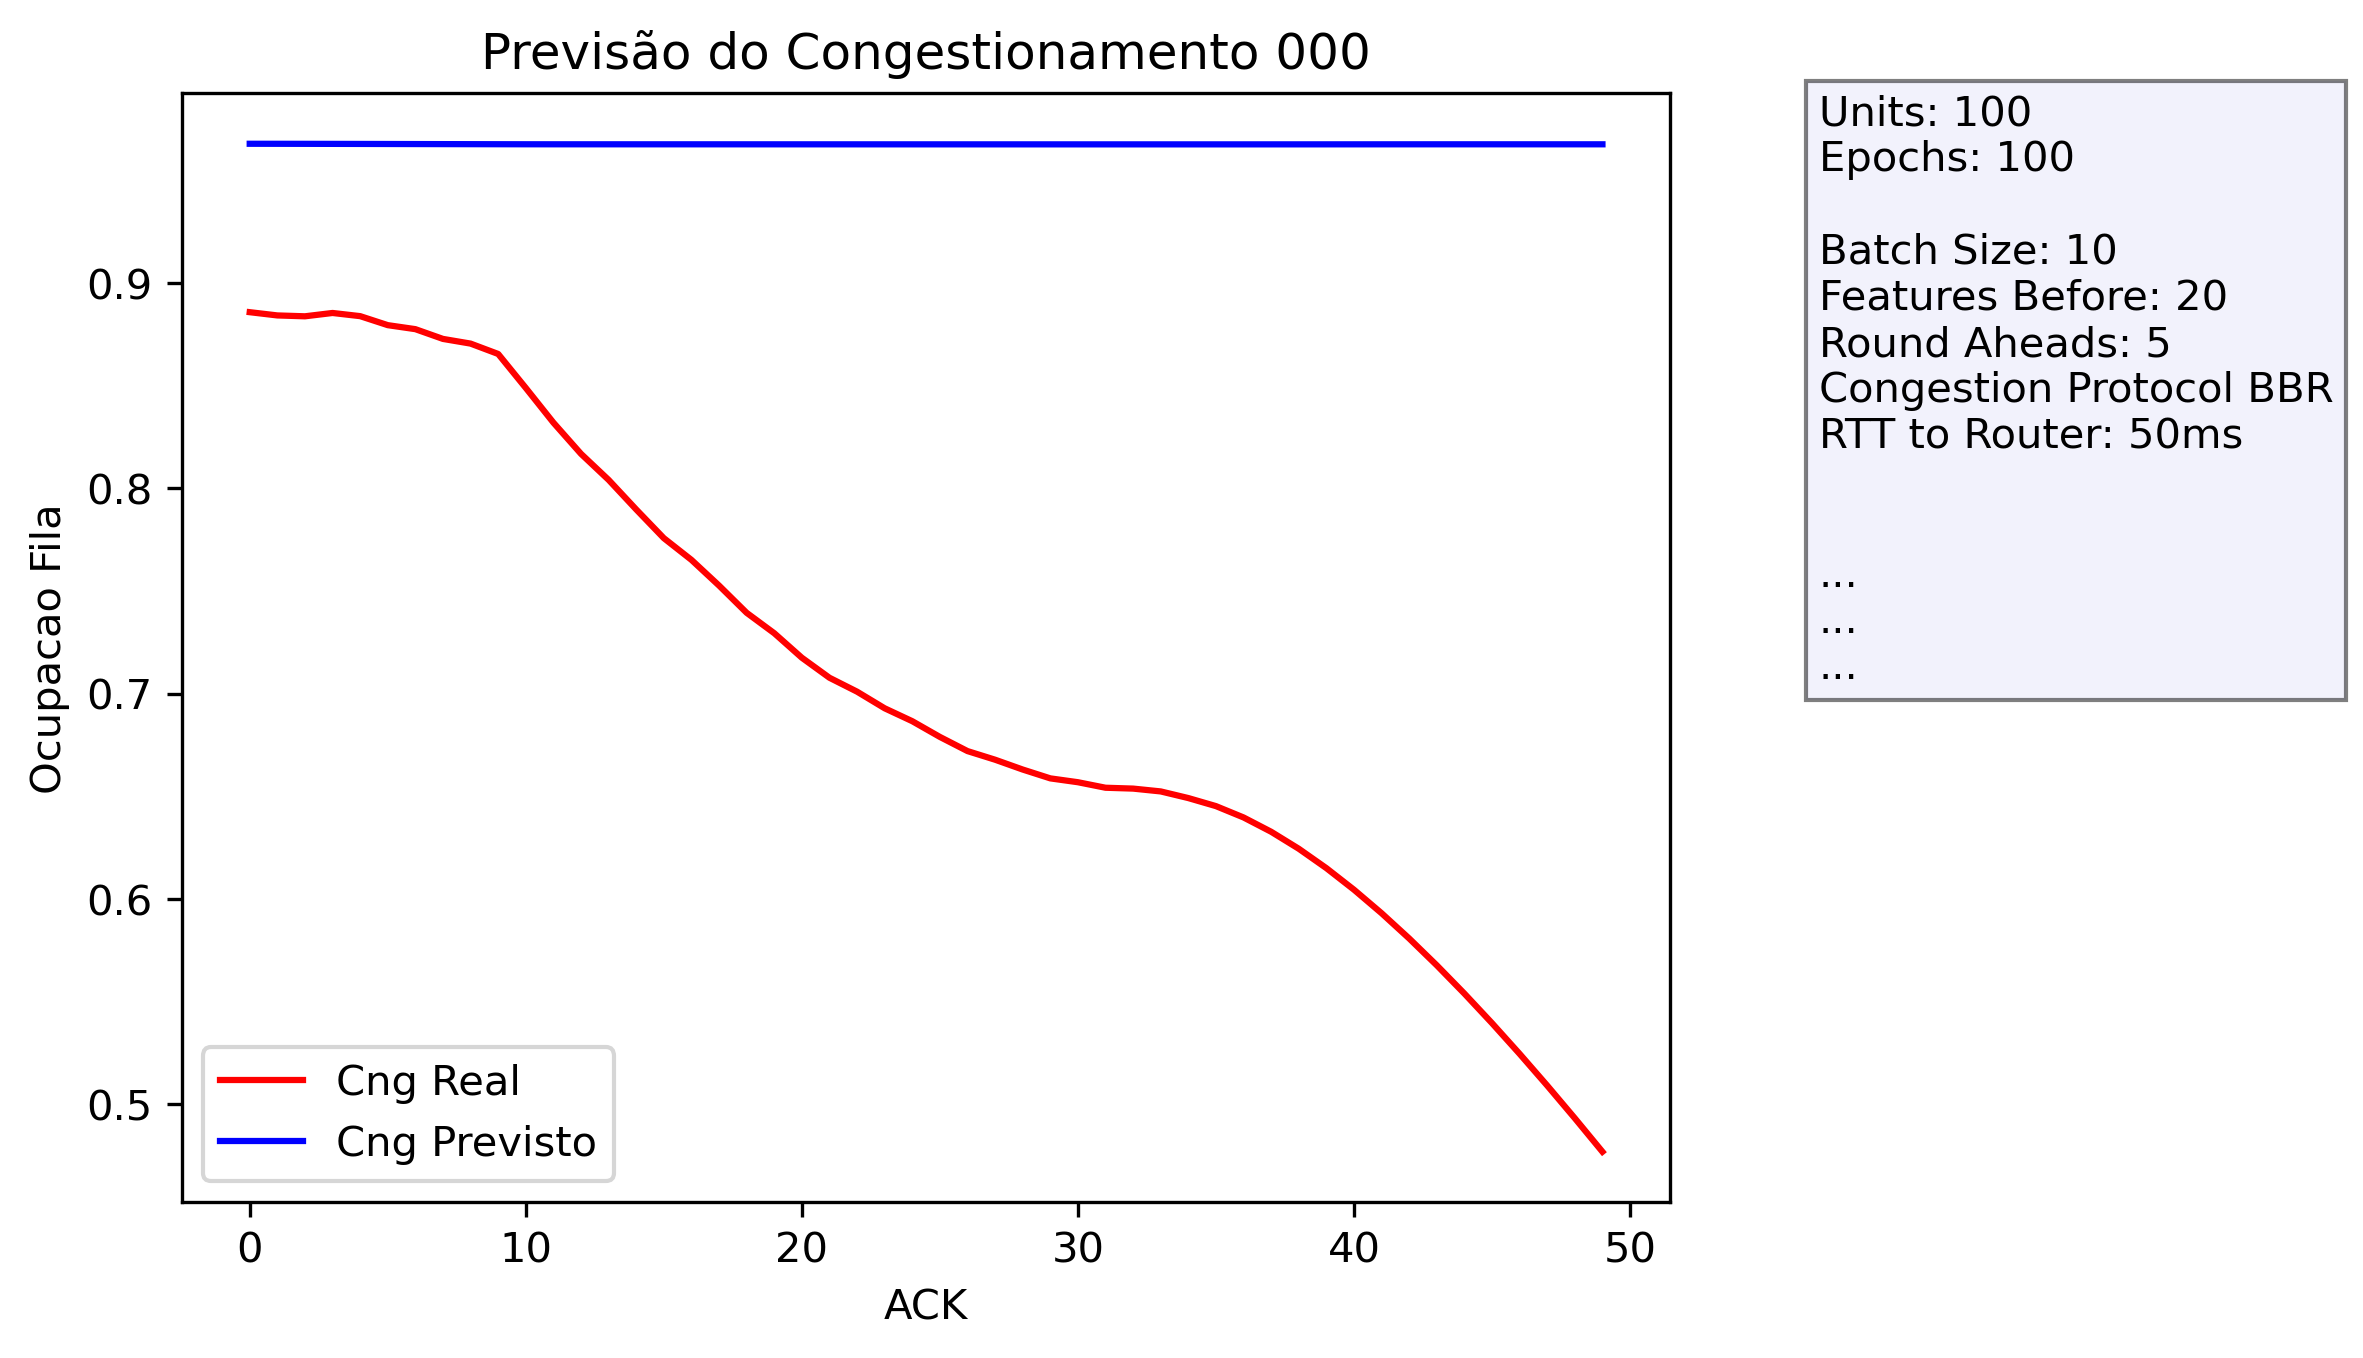 Previsão do Congestionamento 000
Ocupacao Fila
0.9
0.8
0.7
0.6
0.5
0
10
20
30
40
50
ACK
Cng Real
Cng Previsto
Units: 100
Epochs: 100
Batch Size: 10
Features Before: 20
Round Aheads: 5
Congestion Protocol BBR
RTT to Router: 50ms
...
...
...